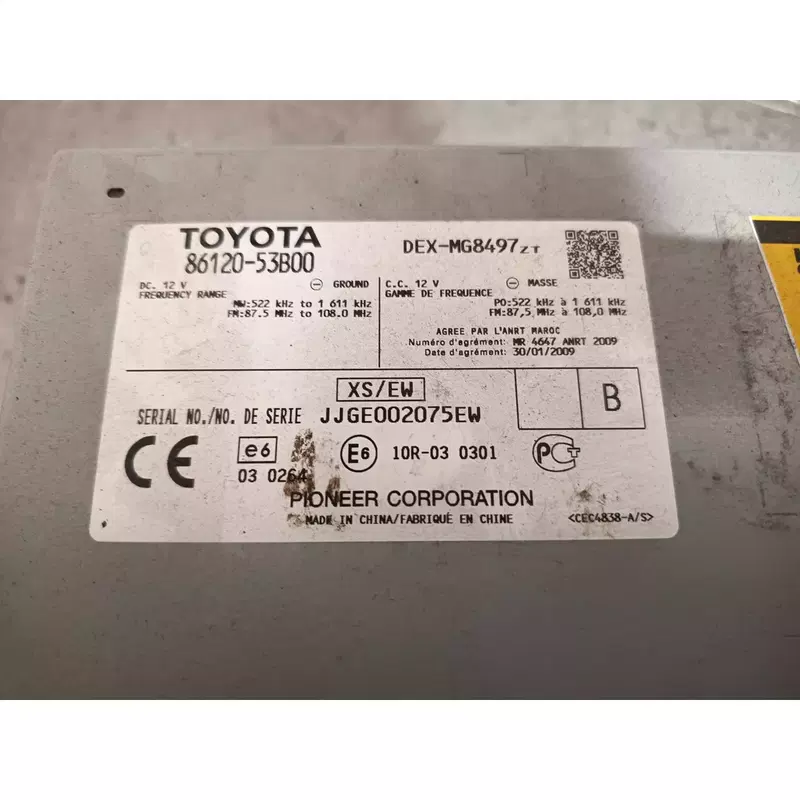 TOYOTA
86120-53B00
DEX-MG8497ZT
DC. 12 V ⊖ GROUND
FREQUENCY RANGE
MW:522 kHz to 1 611 kHz
FM:87.5 MHz to 108.0 MHz
C.C. 12 V ⊖ MASSE
GAMME DE FREQUENCE
PO:522 kHz à 1 611 kHz
FM:87,5 MHz à 108,0 MHz
AGREE PAR L'ANRT MAROC
Numéro d'agrément: MR 4647 ANRT 2009
Date d'agrément: 30/01/2009
XS/EW
B
SERIAL NO./NO. DE SERIE JJGE002075EW
CE e6 E6 10R-03 0301 PCT
03 0264
PIONEER CORPORATION
MADE IN CHINA/FABRIQUÉ EN CHINE
<CEC4838-A/S>